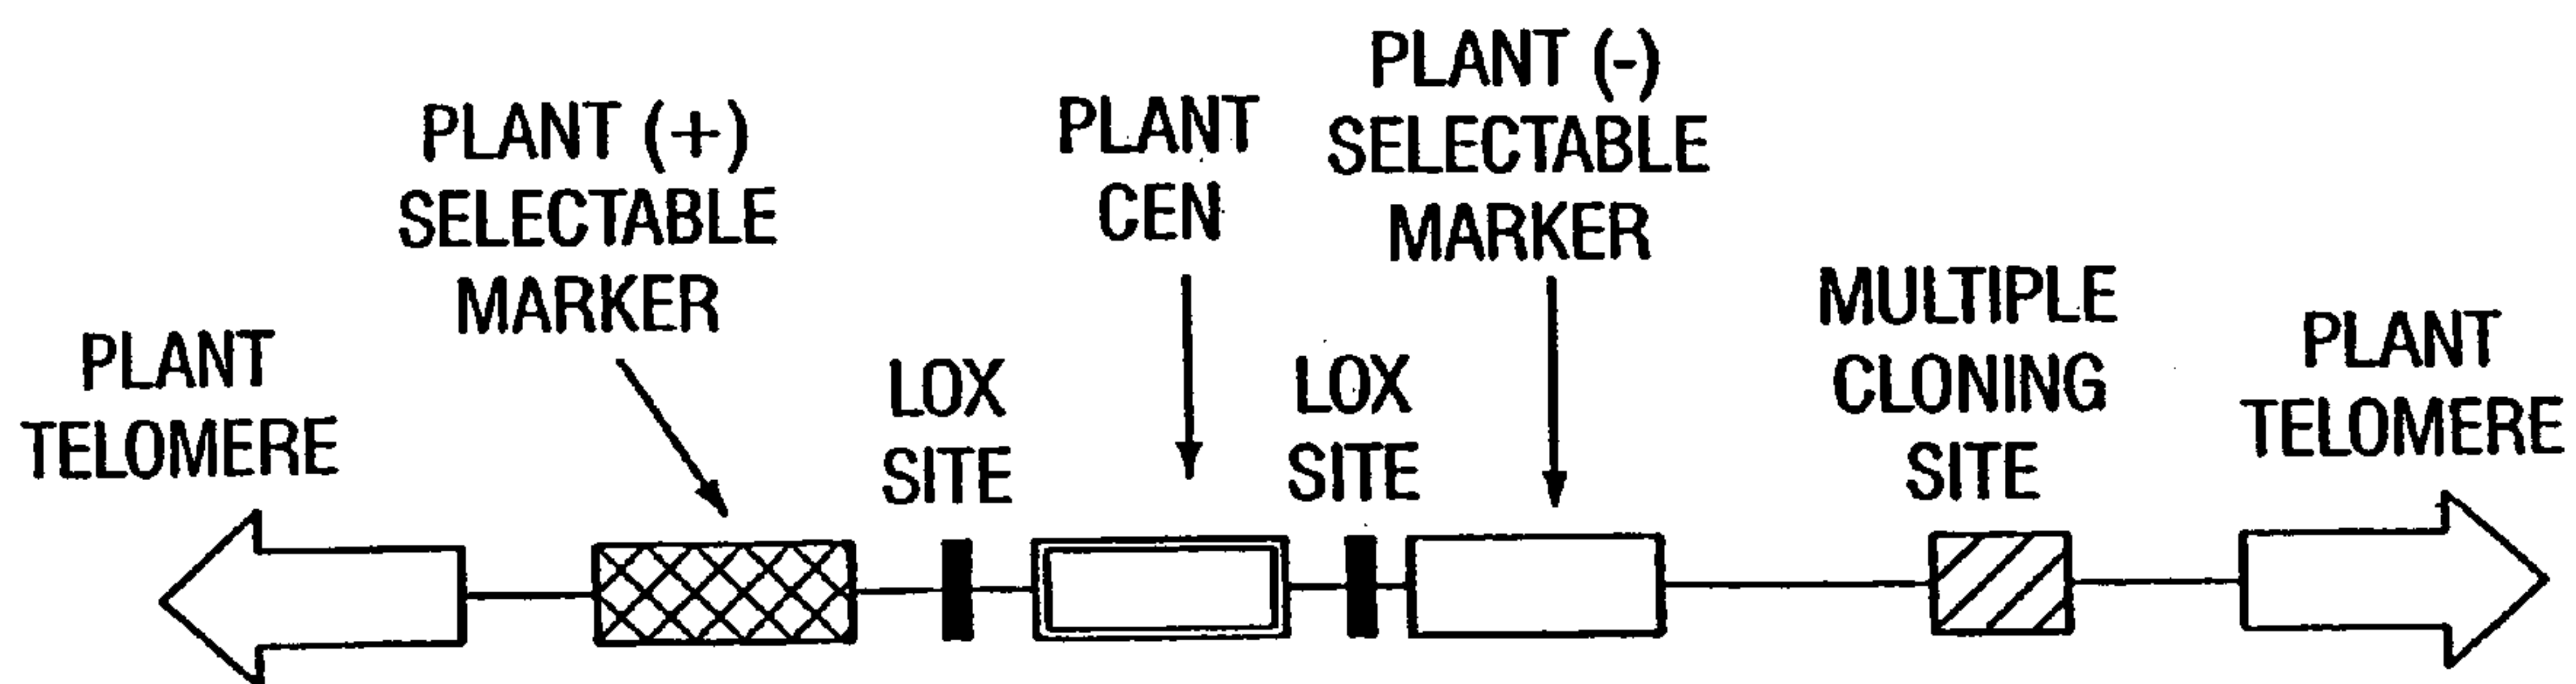 PLANT
TELOMERE
PLANT (+)
SELECTABLE
MARKER
LOX
SITE
PLANT
CEN
LOX
SITE
PLANT (-)
SELECTABLE
MARKER
MULTIPLE
CLONING
SITE
PLANT
TELOMERE